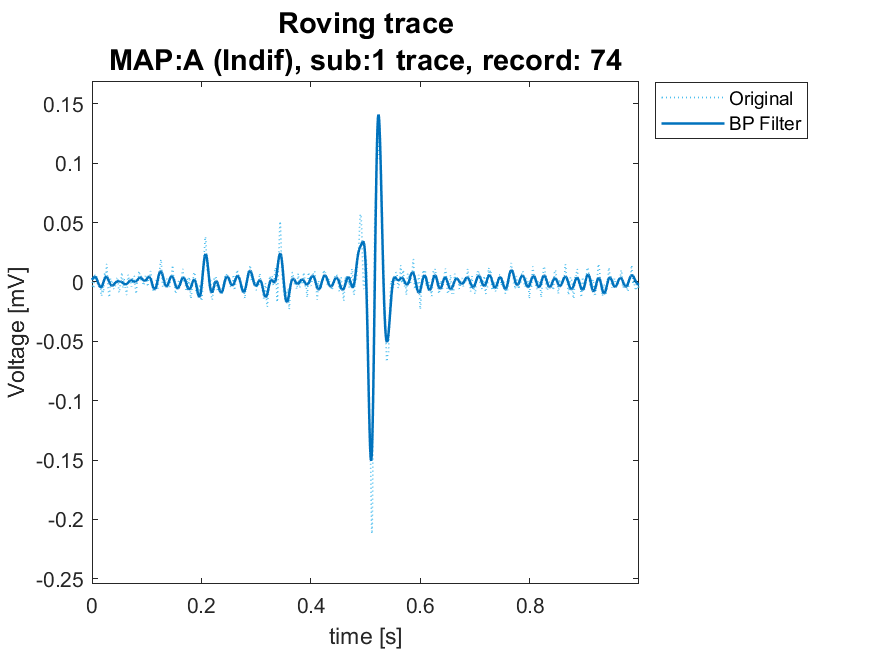 Roving trace
MAP:A (Indif), sub:1 trace, record: 74
Original
BP Filter
0.15
0.1
0.05
0
-0.05
-0.1
-0.15
-0.2
-0.25
Voltage [mV]
0 0.2 0.4 0.6 0.8
time [s]